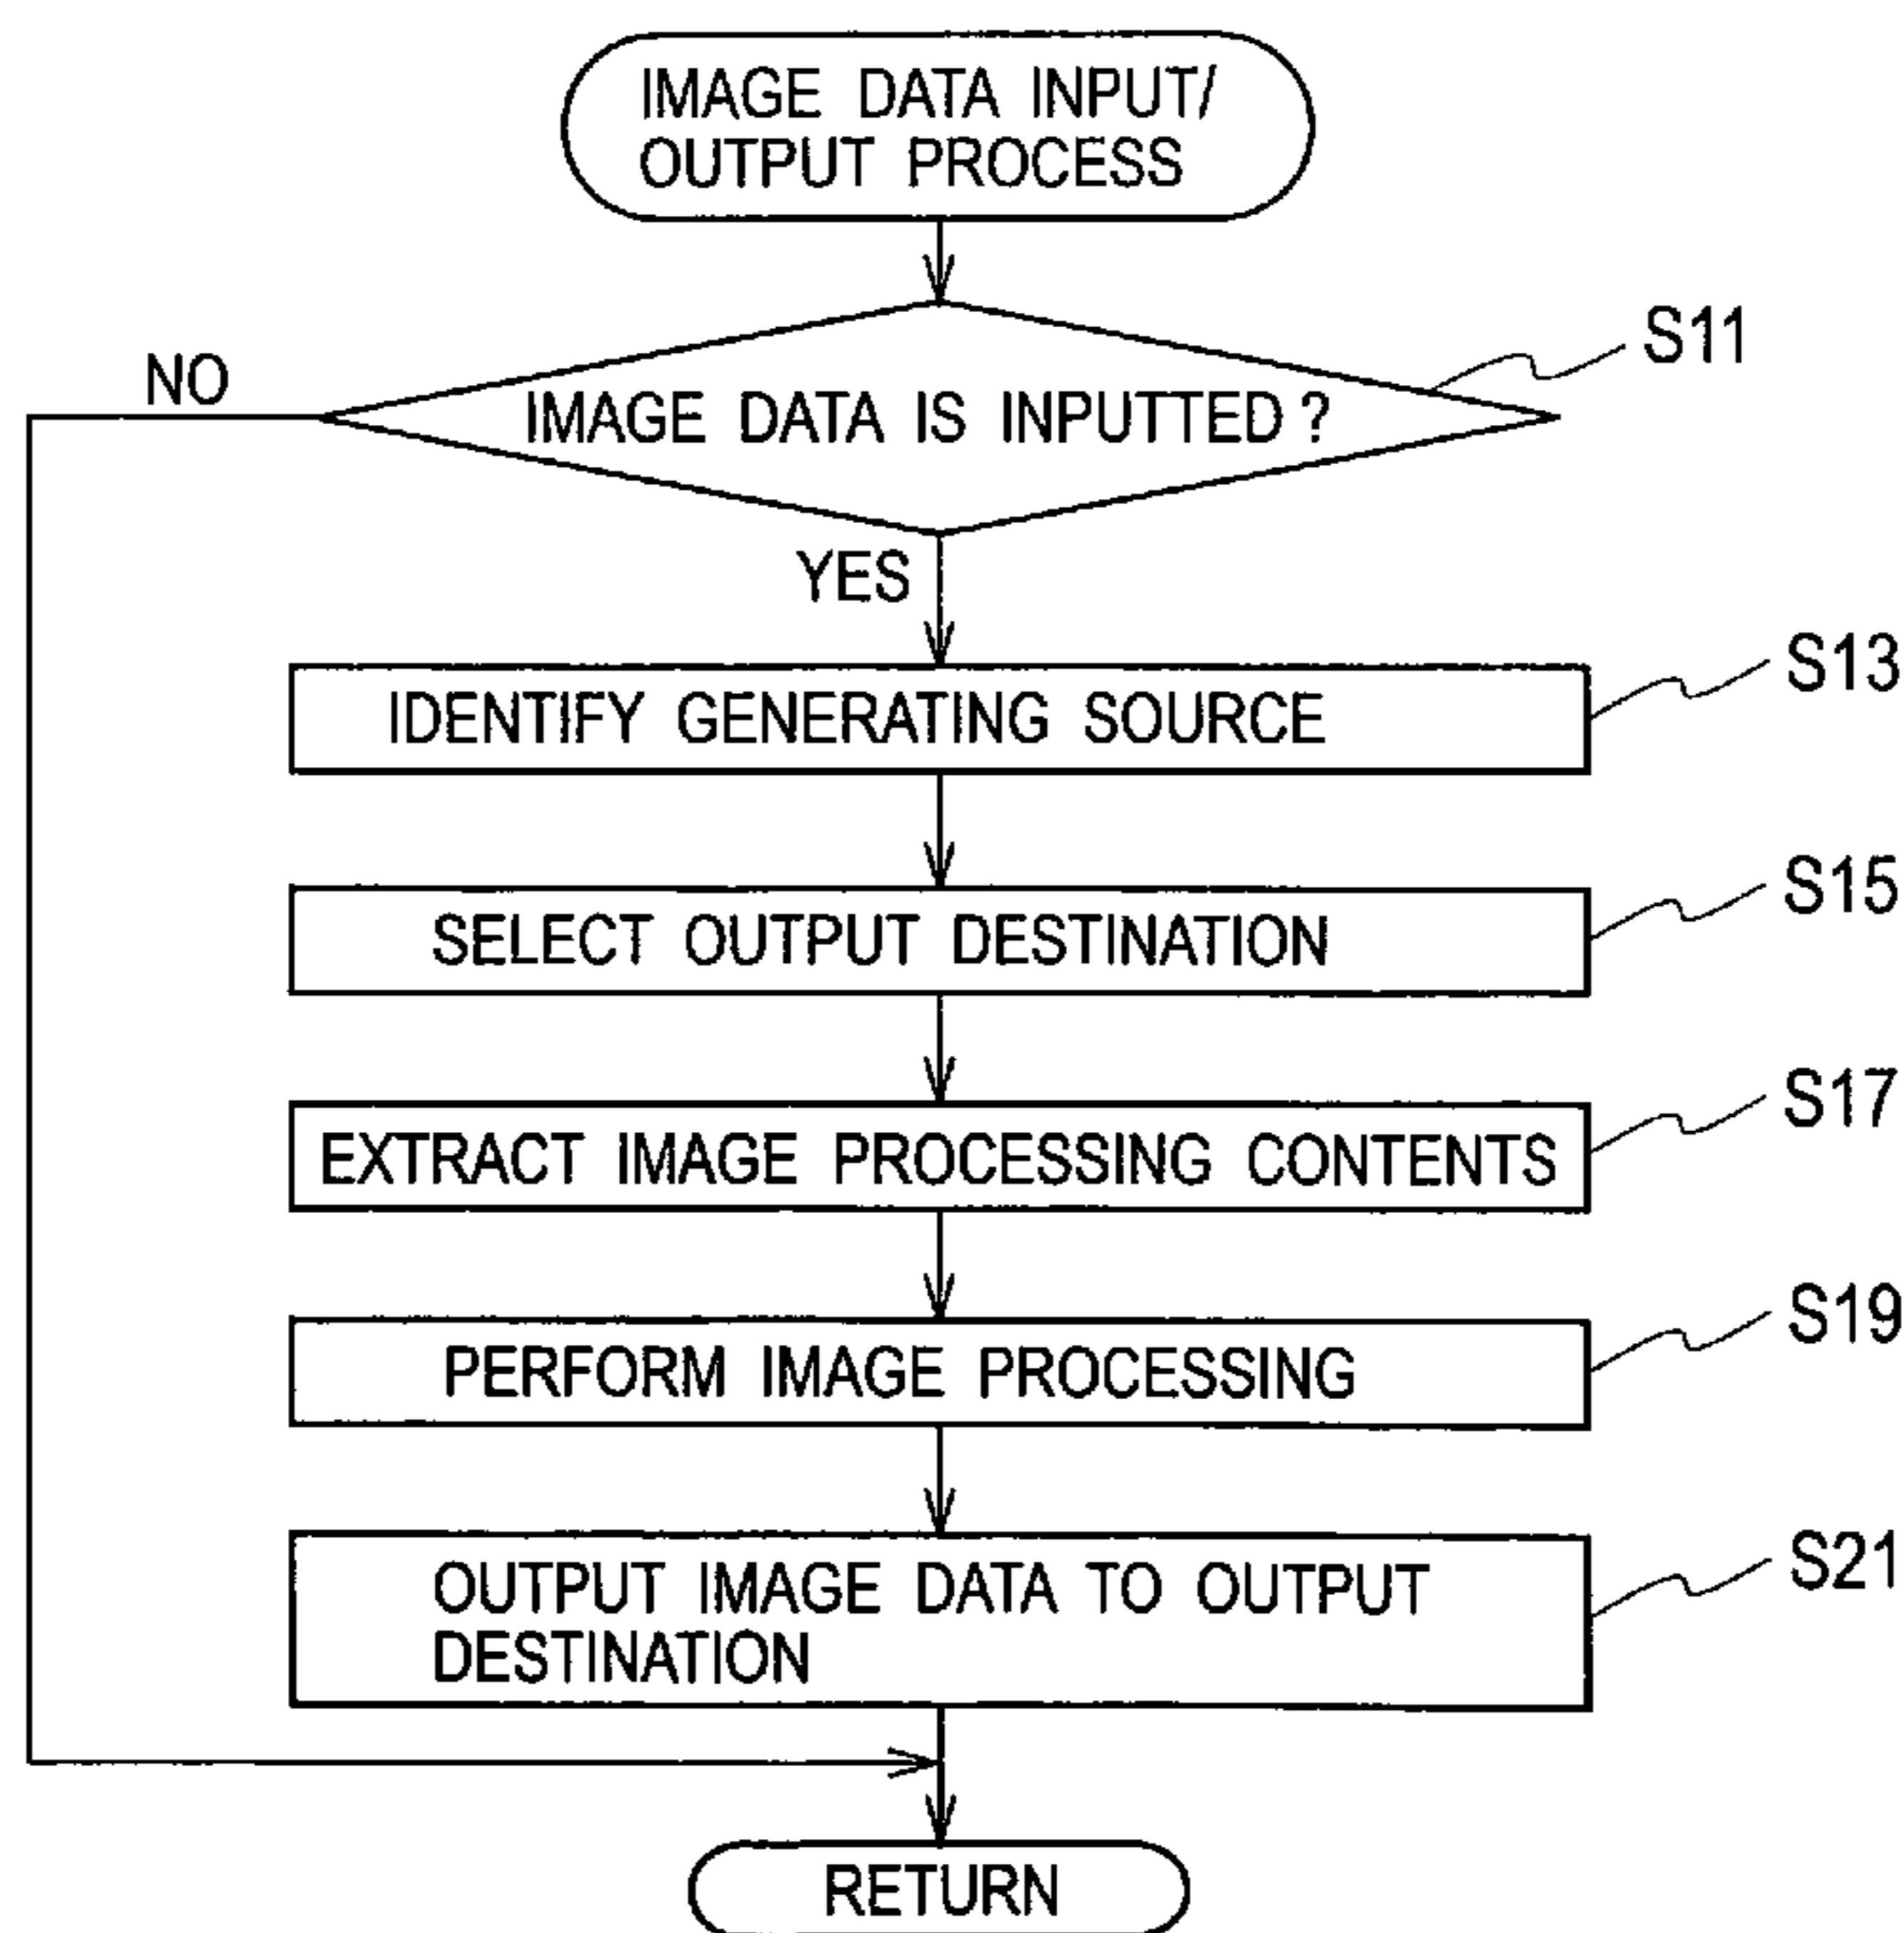 IMAGE DATA INPUT/
OUTPUT PROCESS
S11
NO
IMAGE DATA IS INPUTTED ?
YES
S13
IDENTIFY GENERATING SOURCE
S15
SELECT OUTPUT DESTINATION
S17
EXTRACT IMAGE PROCESSING CONTENTS
S19
PERFORM IMAGE PROCESSING
S21
OUTPUT IMAGE DATA TO OUTPUT
DESTINATION
RETURN